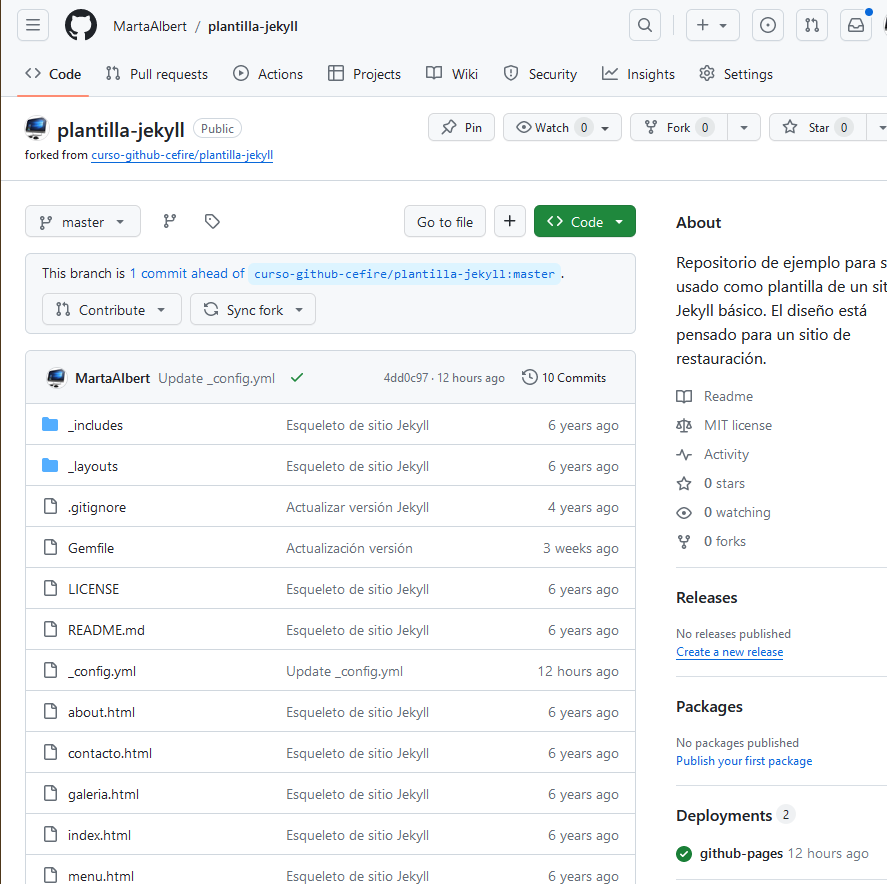 MartaAlbert / plantilla-jekyll
Code Pull requests Actions Projects Wiki Security Insights Settings
plantilla-jekyll Public
Pin Watch 0 Fork 0 Star 0
forked from curso-github-cefire/plantilla-jekyll
master Go to file + Code
This branch is 1 commit ahead of curso-github-cefire/plantilla-jekyll:master.
Contribute Sync fork
MartaAlbert Update _config.yml 4dd0c97 · 12 hours ago 10 Commits
_includes Esqueleto de sitio Jekyll 6 years ago
_layouts Esqueleto de sitio Jekyll 6 years ago
.gitignore Actualizar versión Jekyll 4 years ago
Gemfile Actualización versión 3 weeks ago
LICENSE Esqueleto de sitio Jekyll 6 years ago
README.md Esqueleto de sitio Jekyll 6 years ago
_config.yml Update _config.yml 12 hours ago
about.html Esqueleto de sitio Jekyll 6 years ago
contacto.html Esqueleto de sitio Jekyll 6 years ago
galeria.html Esqueleto de sitio Jekyll 6 years ago
index.html Esqueleto de sitio Jekyll 6 years ago
menu.html Esqueleto de sitio Jekyll 6 years ago
About
Repositorio de ejemplo para s
usado como plantilla de un sit
Jekyll básico. El diseño está
pensado para un sitio de
restauración.
Readme
MIT license
Activity
0 stars
0 watching
0 forks
Releases
No releases published
Create a new release
Packages
No packages published
Publish your first package
Deployments 2
github-pages 12 hours ago